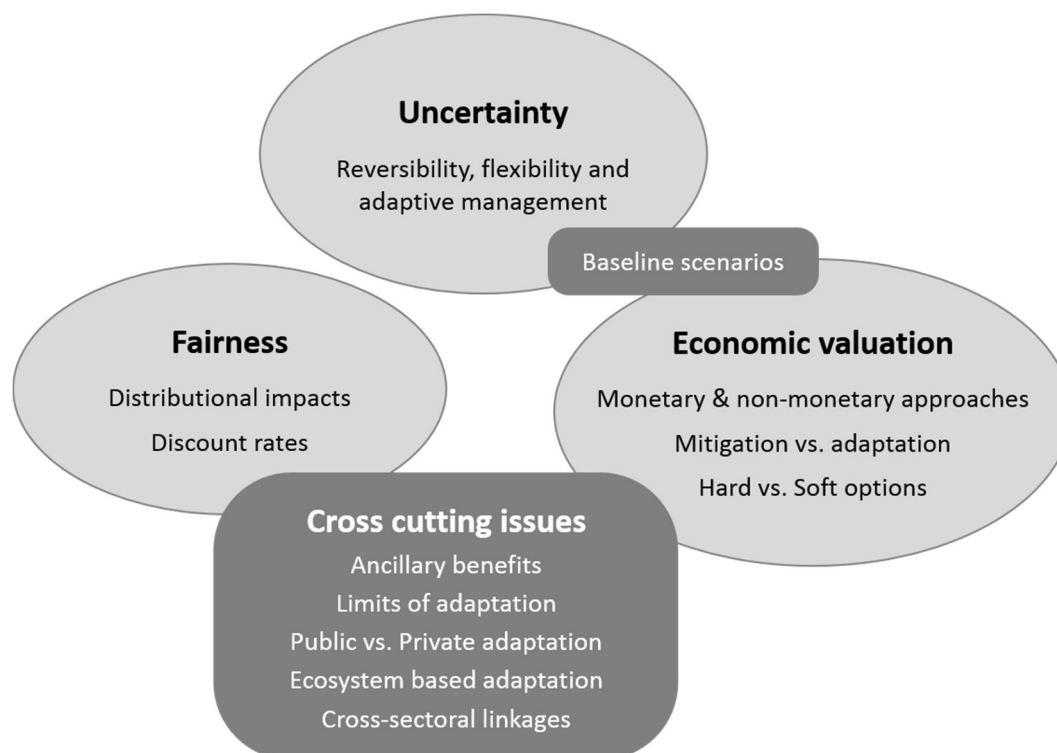 Uncertainty
Reversibility, flexibility and
adaptive management
Baseline scenarios
Fairness
Distributional impacts
Discount rates
Economic valuation
Monetary & non-monetary approaches
Mitigation vs. adaptation
Hard vs. Soft options
Cross cutting issues
Ancillary benefits
Limits of adaptation
Public vs. Private adaptation
Ecosystem based adaptation
Cross-sectoral linkages